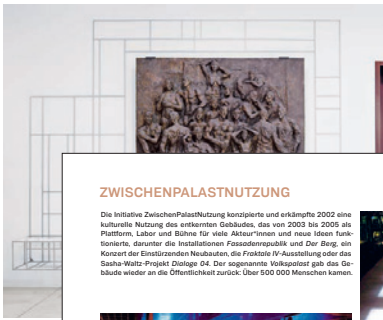 ZWISCHENPALASTNUTZUNG
Die Initiative ZwischenPalastNutzung konzipierte und erkämpfte 2002 eine
kulturelle Nutzung des entkernten Gebäudes, das von 2003 bis 2005 als
Plattform, Labor und Bühne für viele Akteur*innen und neue Ideen funk-
tionierte, darunter die Installationen Fassadenrepublik und Der Berg, ein
Konzert der Einstürzenden Neubauten, die Fraktale IV-Ausstellung oder das
Sasha-Waltz-Projekt Dialoge 04. Der sogenannte Volkspalast gab das Ge-
bäude wieder an die Öffentlichkeit zurück: Über 500 000 Menschen kamen.